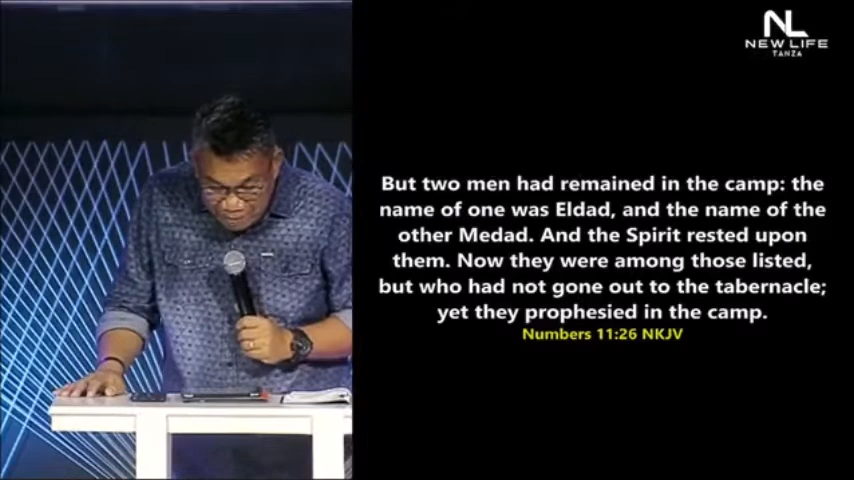 NL
NEW LIFE
TANZA
But two men had remained in the camp: the
name of one was Eldad, and the name of the
other Medad. And the Spirit rested upon
them. Now they were among those listed,
but who had not gone out to the tabernacle;
yet they prophesied in the camp.
Numbers 11:26 NKJV